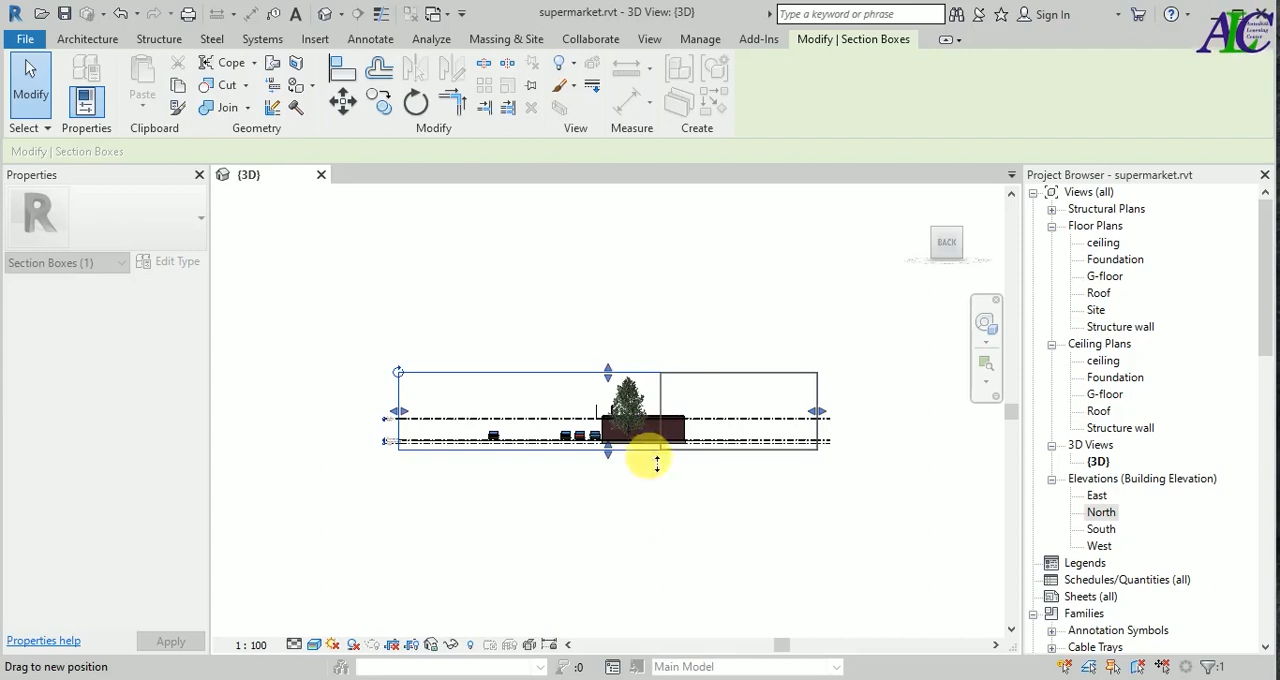 supermarket.rvt - 3D View: {3D}
Type a keyword or phrase
Sign In
Autodesk Learning Center
ALC
File
Architecture
Structure
Steel
Systems
Insert
Annotate
Analyze
Massing & Site
Collaborate
View
Manage
Add-Ins
Modify | Section Boxes
Modify
Paste
Cope
Cut
Join
Select
Properties
Clipboard
Geometry
Modify
View
Measure
Create
Modify | Section Boxes
Properties
R
Section Boxes (1)
Edit Type
{3D}
BACK
Project Browser - supermarket.rvt
Views (all)
Structural Plans
Floor Plans
ceiling
Foundation
G-floor
Roof
Site
Structure wall
Ceiling Plans
ceiling
Foundation
G-floor
Roof
Structure wall
3D Views
{3D}
Elevations (Building Elevation)
East
North
South
West
Legends
Schedules/Quantities (all)
Sheets (all)
Families
Annotation Symbols
Cable Trays
Properties help
Apply
1 : 100
Drag to new position
:0
Main Model
:1